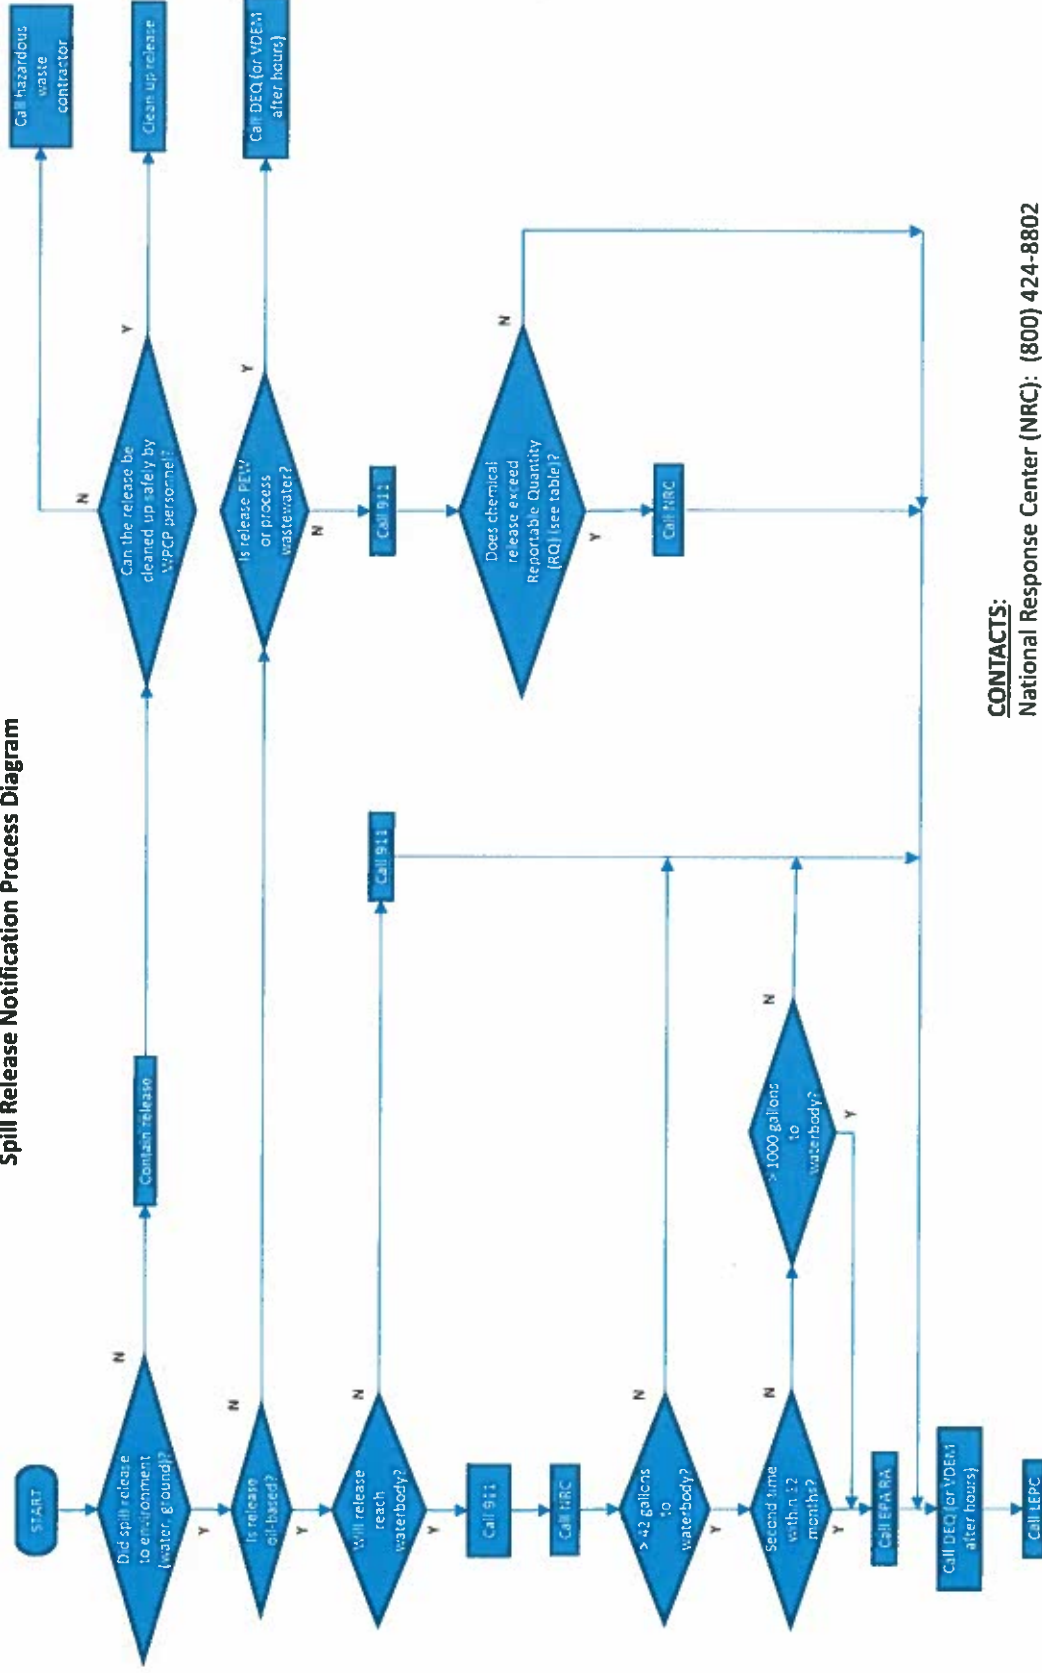 Spill Release Notification Process Diagram
START
Did spill release
to environment
(water ground)?
N
Y
Contain release
Can the release be
cleaned up safely by
WPCP personnel?
N
Y
Call hazardous
waste
contractor
Clean up release
Is release
oil-based?
N
Y
Is release PEW
or process
wastewater?
Y
N
Call DEQ (or VDEM
after hours)
Call 911
Does chemical
release exceed
Reportable Quantity
(RQ) (see table)?
N
Y
Call NRC
Will release
reach
waterbody?
N
Y
Call 911
Call 911
Call NRC
> 42 gallons
to
waterbody?
N
Y
Second time
within 12
months?
N
Y
> 1000 gallons
to
waterbody?
N
Y
Call EPA RA
Call DEQ (or VDEM
after hours)
Call LEPC
CONTACTS:
National Response Center (NRC): (800) 424-8802